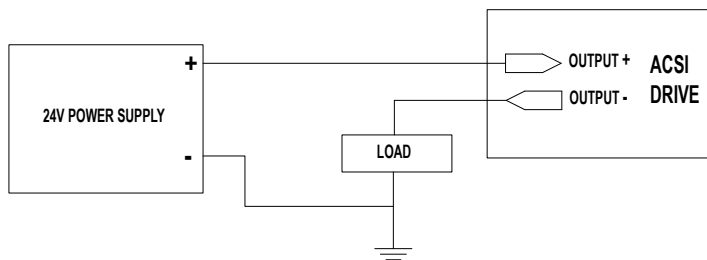 +
OUTPUT + ACSI
24V POWER SUPPLY OUTPUT - DRIVE
LOAD
-